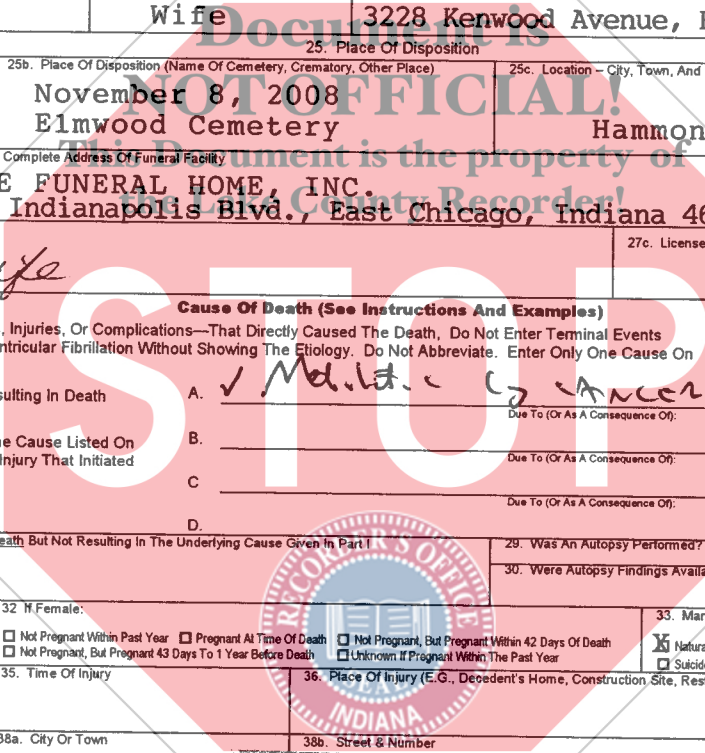 Wife 3228 Kenwood Avenue,
Document is
25. Place Of Disposition
25b. Place Of Disposition (Name Of Cemetery, Crematory, Other Place) 25c. Location – City, Town, And
November 8, 2008
NOT OFFICIAL!
Elmwood Cemetery Hammon
This Document is the property of
Complete Address Of Funeral Facility
E FUNERAL HOME, INC.
the Lake County Recorder!
Indianapolis Blvd., East Chicago, Indiana 46
27c. License
STOP
Cause Of Death (See Instructions And Examples)
, Injuries, Or Complications—That Directly Caused The Death, Do Not Enter Terminal Events
ntricular Fibrillation Without Showing The Etiology. Do Not Abbreviate. Enter Only One Cause On
sulting In Death A. CANCER
Due To (Or As A Consequence Of):
e Cause Listed On B.
Injury That Initiated Due To (Or As A Consequence Of):
C
Due To (Or As A Consequence Of):
D.
eath But Not Resulting In The Underlying Cause Given In Part I 29. Was An Autopsy Performed?
30. Were Autopsy Findings Availa
RECORDER'S OFFICE
32 If Female: 33. Man
Not Pregnant Within Past Year Pregnant At Time Of Death Not Pregnant, But Pregnant Within 42 Days Of Death X Natura
Not Pregnant, But Pregnant 43 Days To 1 Year Before Death Unknown If Pregnant Within The Past Year Suicid
35. Time Of Injury 36. Place Of Injury (E.G., Decedent's Home, Construction Site, Res
SEAL
INDIANA
38a. City Or Town 38b. Street & Number